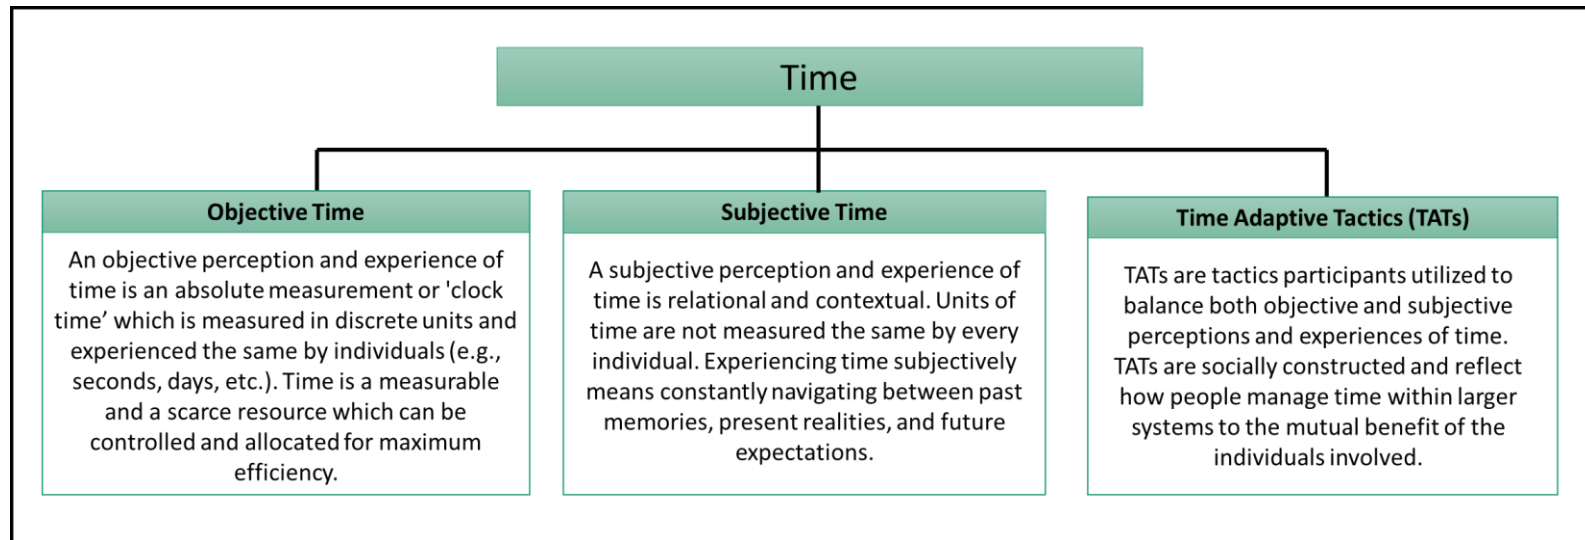 Time
Objective Time
An objective perception and experience of
time is an absolute measurement or 'clock
time’ which is measured in discrete units and
experienced the same by individuals (e.g.,
seconds, days, etc.). Time is a measurable
and a scarce resource which can be
controlled and allocated for maximum
efficiency.
Subjective Time
A subjective perception and experience of
time is relational and contextual. Units of
time are not measured the same by every
individual. Experiencing time subjectively
means constantly navigating between past
memories, present realities, and future
expectations.
Time Adaptive Tactics (TATs)
TATs are tactics participants utilized to
balance both objective and subjective
perceptions and experiences of time.
TATs are socially constructed and reflect
how people manage time within larger
systems to the mutual benefit of the
individuals involved.